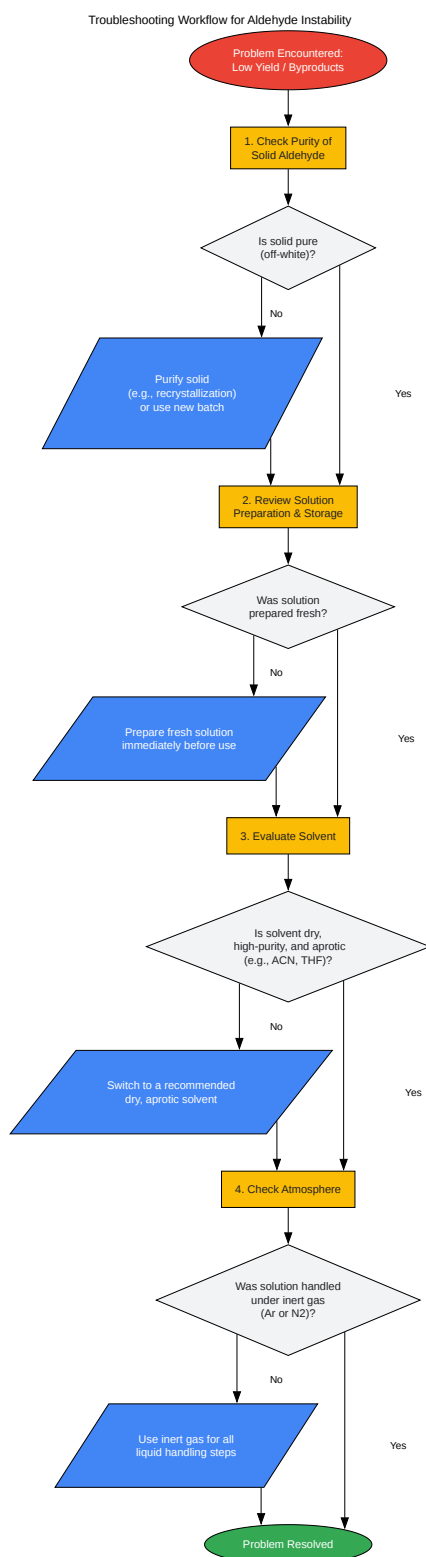 Troubleshooting Workflow for Aldehyde Instability
Problem Encountered:
Low Yield / Byproducts
1. Check Purity of
Solid Aldehyde
Is solid pure
(off-white)?
No
Purify solid
(e.g., recrystallization)
or use new batch
Yes
2. Review Solution
Preparation & Storage
Was solution
prepared fresh?
No
Prepare fresh solution
immediately before use
Yes
3. Evaluate Solvent
Is solvent dry,
high-purity, and aprotic
(e.g., ACN, THF)?
No
Switch to a recommended
dry, aprotic solvent
Yes
4. Check Atmosphere
Was solution handled
under inert gas
(Ar or N2)?
No
Use inert gas for all
liquid handling steps
Yes
Problem Resolved